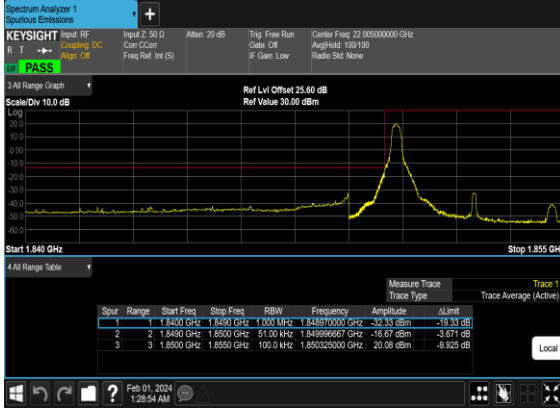 Spectrum Analyzer 1
Spurious Emissions
+
KEYSIGHT Input: RF Input Z: 50 Ω Atten: 20 dB Trig: Free Run Center Freq: 22.005000000 GHz
R T Coupling: DC Corr CCorr Gate: Off Avg|Hold: 100/100
Align: Off Freq Ref: Int (S) IF Gain: Low Radio Std: None
PASS
3.All Range Graph
Ref Lvl Offset 25.60 dB
Scale/Div 10.0 dB Ref Value 30.00 dBm
Log
20.0
10.0
0.00
-10.0
-20.0
-30.0
-40.0
-50.0
-60.0
Start 1.840 GHz Stop 1.855 GH
4.All Range Table
Measure Trace Trace 1
Trace Type Trace Average (Active)
Spur Range Start Freq Stop Freq RBW Frequency Amplitude ΔLimit
1 1 1.8400 GHz 1.8490 GHz 1.000 MHz 1.848970000 GHz -32.33 dBm -19.33 dB
2 2 1.8490 GHz 1.8500 GHz 51.00 kHz 1.849996667 GHz -16.67 dBm -3.671 dB
3 3 1.8500 GHz 1.8550 GHz 100.0 kHz 1.850325000 GHz 20.08 dBm -9.925 dB
Local
? Feb 01, 2024
1:28:54 AM